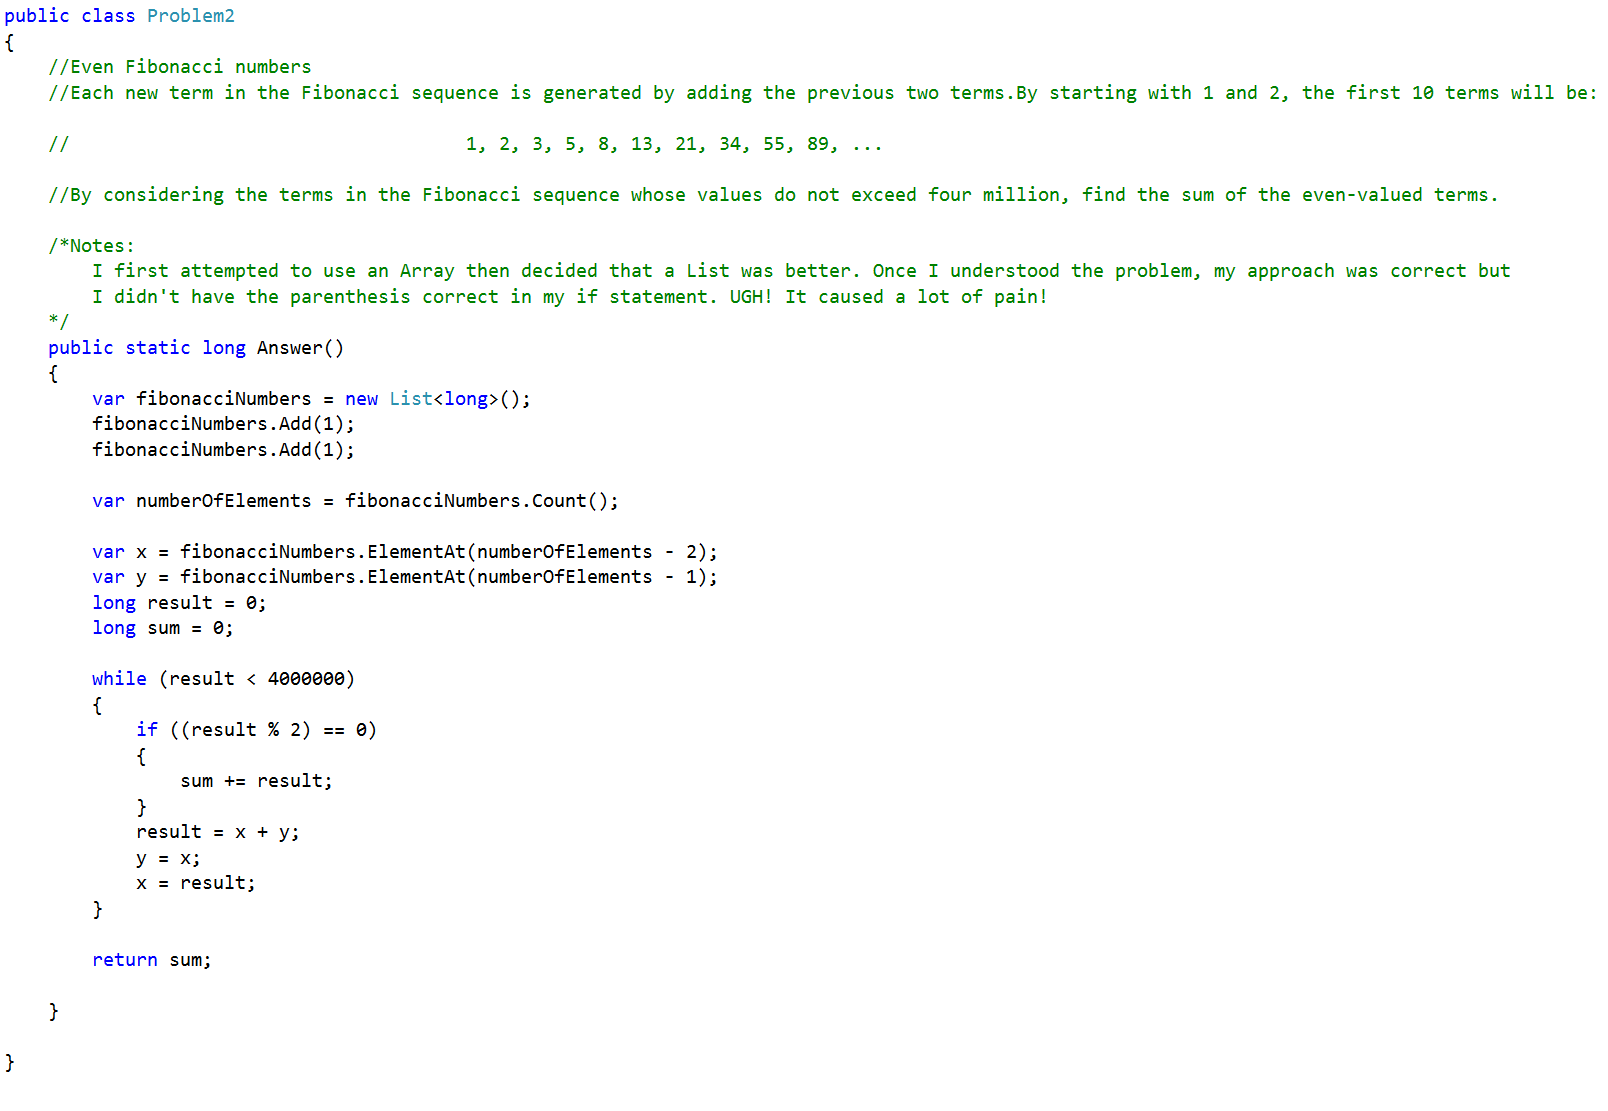 public class Problem2
{
//Even Fibonacci numbers
//Each new term in the Fibonacci sequence is generated by adding the previous two terms.By starting with 1 and 2, the first 10 terms will be:
// 1, 2, 3, 5, 8, 13, 21, 34, 55, 89, ...
//By considering the terms in the Fibonacci sequence whose values do not exceed four million, find the sum of the even-valued terms.
/*Notes:
I first attempted to use an Array then decided that a List was better. Once I understood the problem, my approach was correct but
I didn't have the parenthesis correct in my if statement. UGH! It caused a lot of pain!
*/
public static long Answer()
{
var fibonacciNumbers = new List<long>();
fibonacciNumbers.Add(1);
fibonacciNumbers.Add(1);
var numberOfElements = fibonacciNumbers.Count();
var x = fibonacciNumbers.ElementAt(numberOfElements - 2);
var y = fibonacciNumbers.ElementAt(numberOfElements - 1);
long result = 0;
long sum = 0;
while (result < 4000000)
{
if ((result % 2) == 0)
{
sum += result;
}
result = x + y;
y = x;
x = result;
}
return sum;
}
}